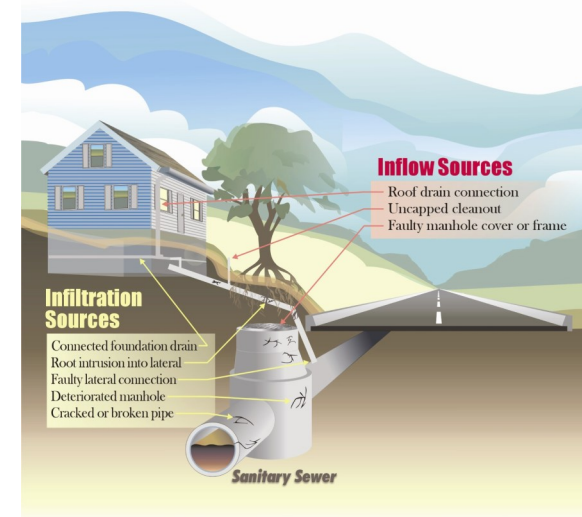 Inflow Sources
Roof drain connection
Uncapped cleanout
Faulty manhole cover or frame
Infiltration
Sources
Connected foundation drain
Root intrusion into lateral
Faulty lateral connection
Deteriorated manhole
Cracked or broken pipe
Sanitary Sewer